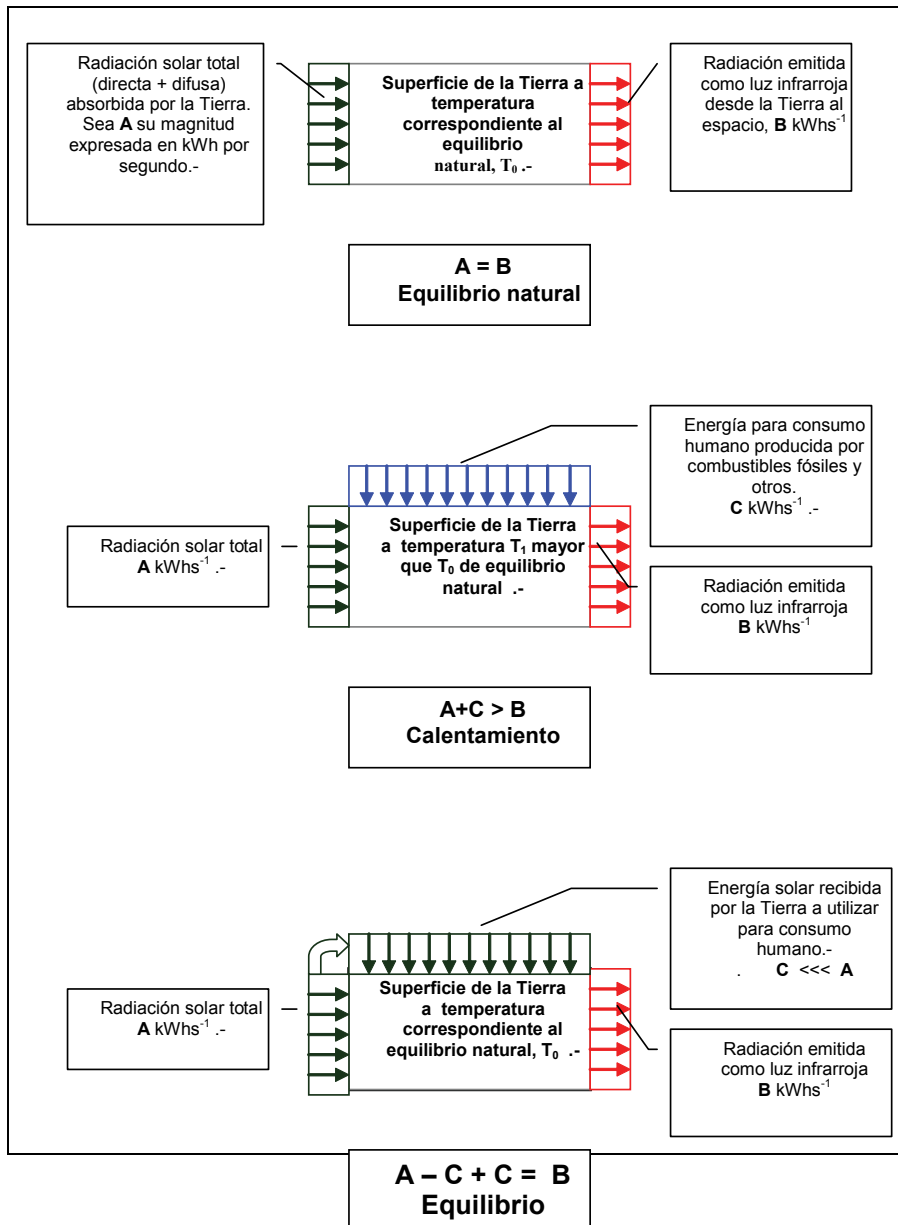 Radiación solar total
(directa + difusa)
absorbida por la Tierra.
Sea A su magnitud
expresada en kWh por
segundo.-
Superficie de la Tierra a
temperatura
correspondiente al
equilibrio
natural, T₀ .-
Radiación emitida
como luz infrarroja
desde la Tierra al
espacio, B kWhs⁻¹
A = B
Equilibrio natural
Energía para consumo
humano producida por
combustibles fósiles y
otros.
C kWhs⁻¹ .-
Radiación solar total
A kWhs⁻¹ .-
Superficie de la Tierra
a temperatura T₁ mayor
que T₀ de equilibrio
natural .-
Radiación emitida
como luz infrarroja
B kWhs⁻¹
A+C > B
Calentamiento
Energía solar recibida
por la Tierra a utilizar
para consumo
humano.-
. C <<< A
Radiación solar total
A kWhs⁻¹ .-
Superficie de la Tierra
a temperatura
correspondiente al
equilibrio natural, T₀ .-
Radiación emitida
como luz infrarroja
B kWhs⁻¹
A – C + C = B
Equilibrio